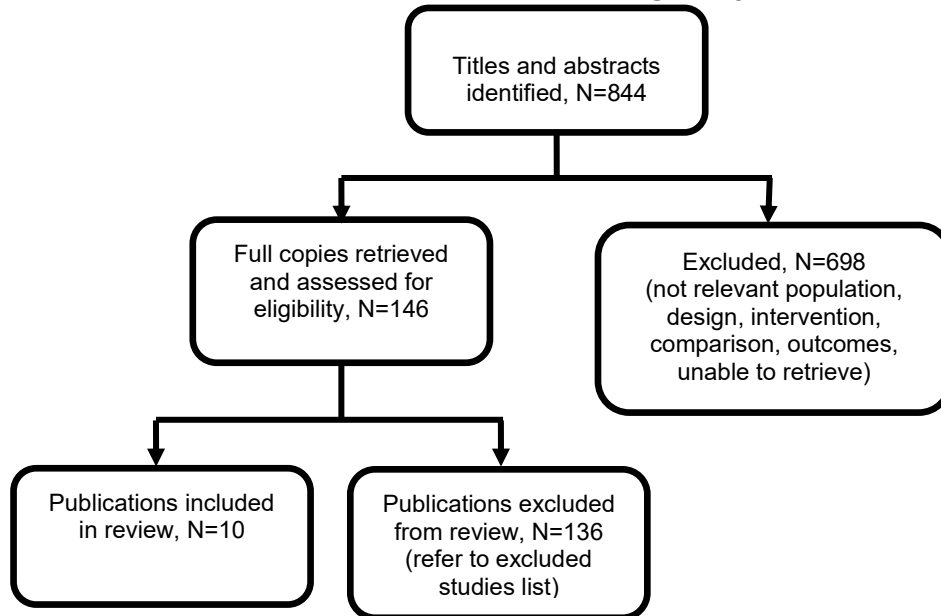 Titles and abstracts
identified, N=844
Full copies retrieved
and assessed for
eligibility, N=146
Excluded, N=698
(not relevant population,
design, intervention,
comparison, outcomes,
unable to retrieve)
Publications included
in review, N=10
Publications excluded
from review, N=136
(refer to excluded
studies list)